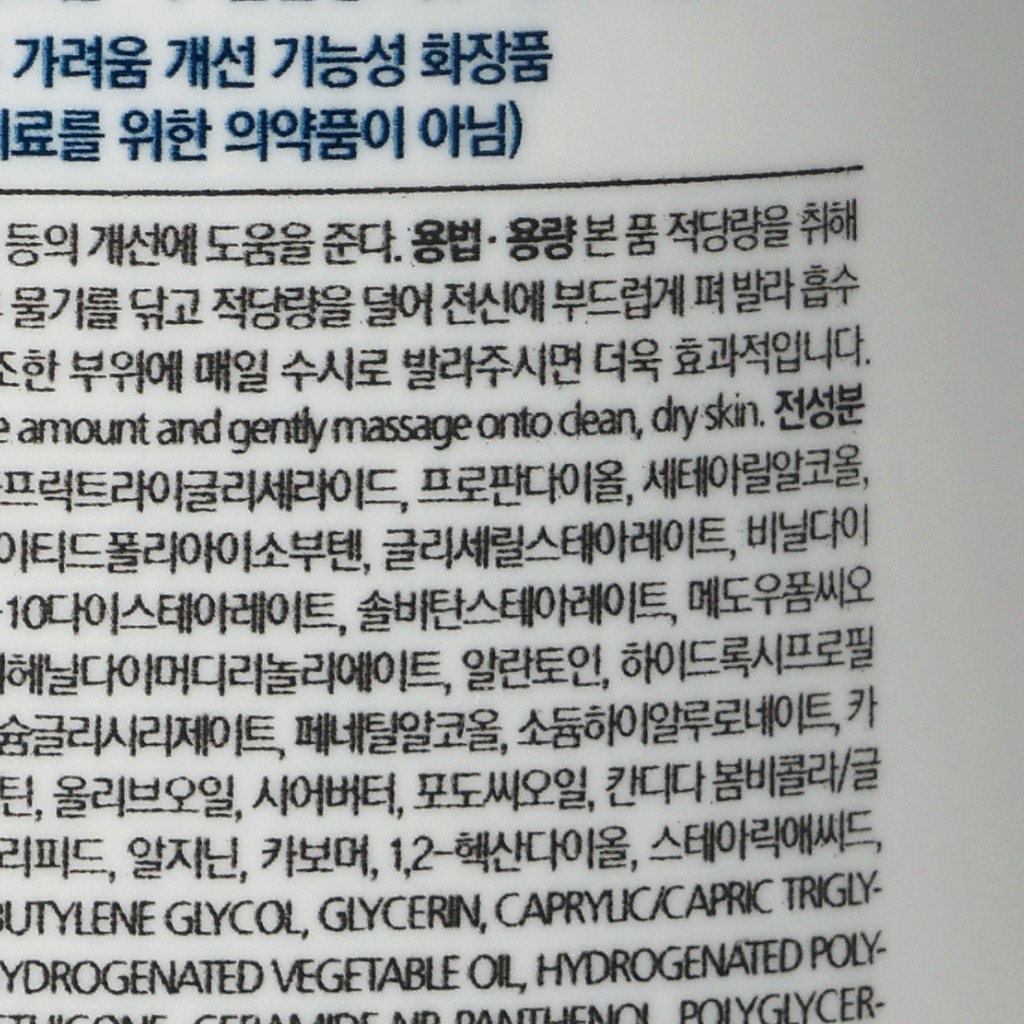 가려움 개선 기능성 화장품
위한 의약품이 아님)
등의 개선에 도움을 준다. 용법·용량 본 품 적당량을 취해
물기를 닦고 적당량을 덜어 전신에 부드럽게 펴 발라 흡수
부위에 매일 수시로 발라주시면 더욱 효과적입니다.
amount and gently massage onto clean, dry skin. 전성분
프릭트라이글리세라이드, 프로판다이올, 세테아릴알코올,
이티드폴리아이소부텐, 글리세릴스테아레이트, 비닐다이
-10다이스테아레이트, 솔비탄스테아레이트, 메도우폼씨오
헤닐다이머디리놀리에이트, 알란토인, 하이드록시프로필
슘글리시리제이트, 페네틸알코올, 소듐하이알루로네이트, 카
틴, 올리브오일, 시어버터, 포도씨오일, 칸디다 봄비콜라/글
리피드, 알지닌, 카보머, 1,2-헥산다이올, 스테아릭애씨드,
BUTYLENE GLYCOL, GLYCERIN, CAPRYLIC/CAPRIC TRIGLY-
YDROGENATED VEGETABLE OIL, HYDROGENATED POLY-
CERAMIDE NP, PANTHENOL, POLYGLYCER-